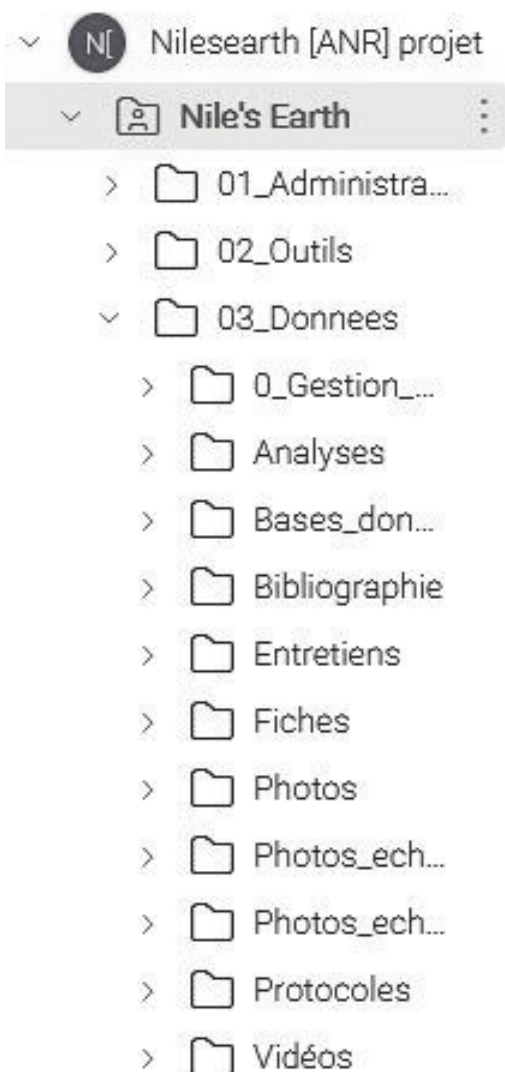 N[ Nilesearth [ANR] projet
Nile's Earth
01_Administra...
02_Outils
03_Donnees
0_Gestion_...
Analyses
Bases_don...
Bibliographie
Entretiens
Fiches
Photos
Photos_ech...
Photos_ech...
Protocoles
Vidéos